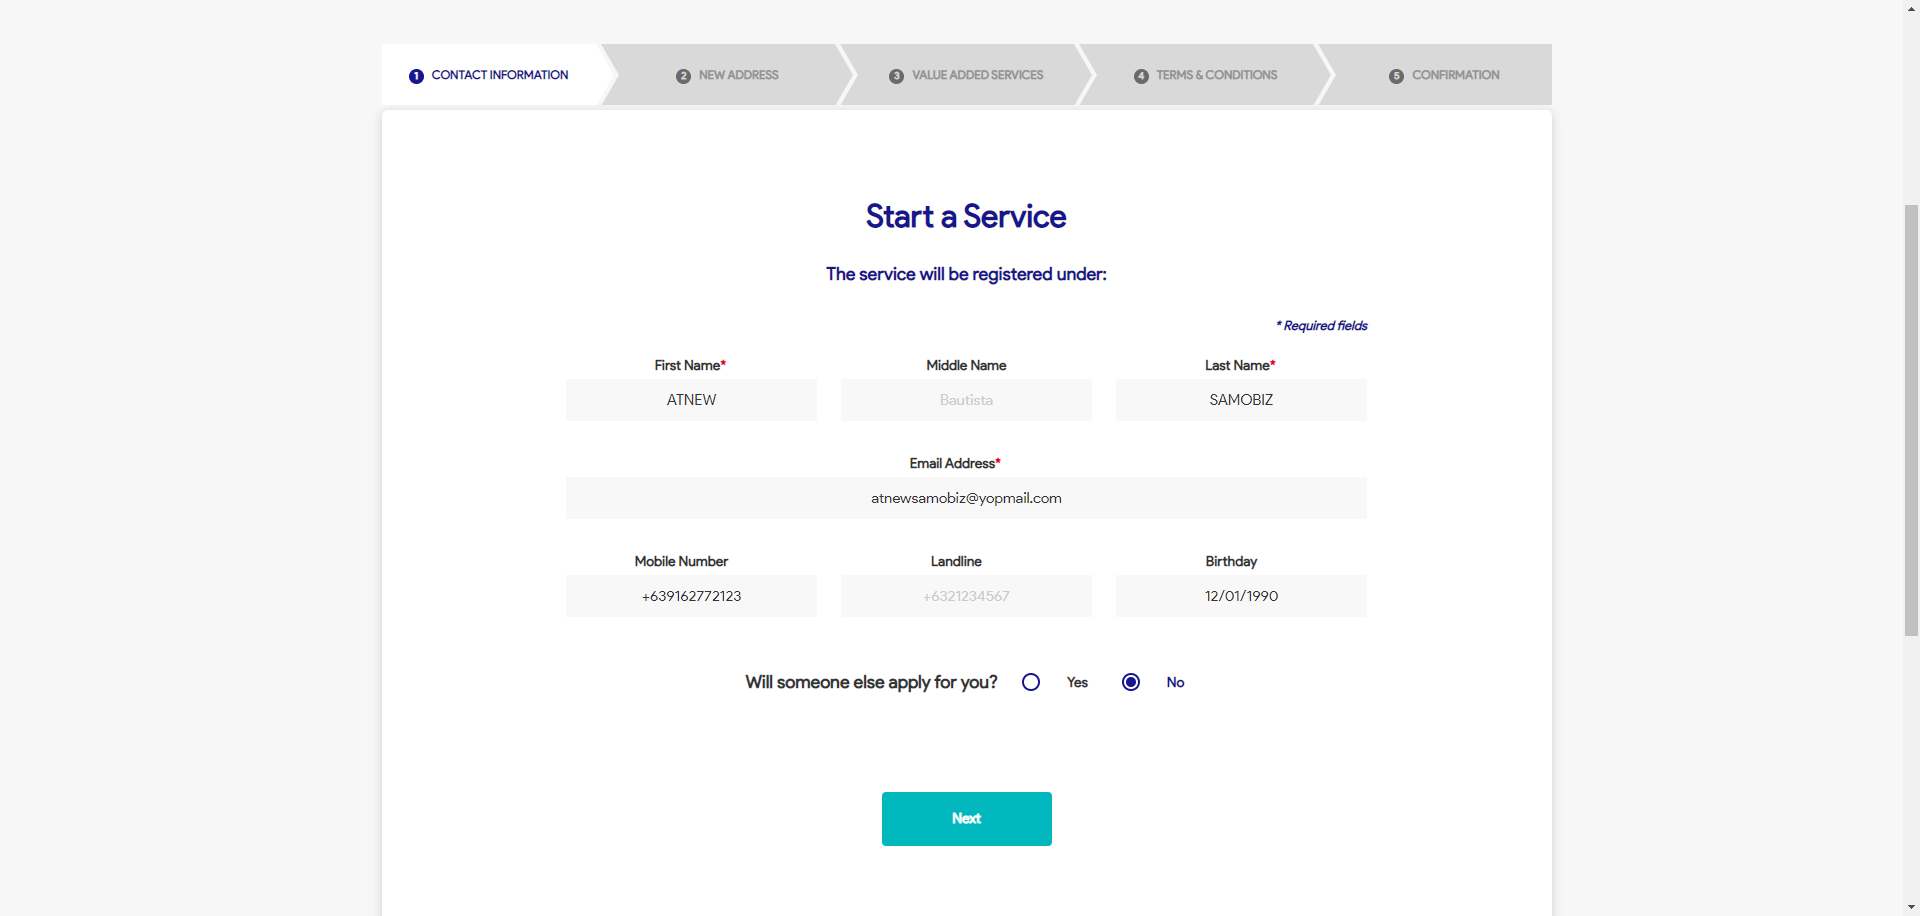 1 CONTACT INFORMATION
2 NEW ADDRESS
3 VALUE ADDED SERVICES
4 TERMS & CONDITIONS
5 CONFIRMATION
Start a Service
The service will be registered under:
* Required fields
First Name* Middle Name Last Name*
ATNEW Bautista SAMOBIZ
Email Address*
atnewsamobiz@yopmail.com
Mobile Number Landline Birthday
+639162772123 +6321234567 12/01/1990
Will someone else apply for you? Yes No
Next